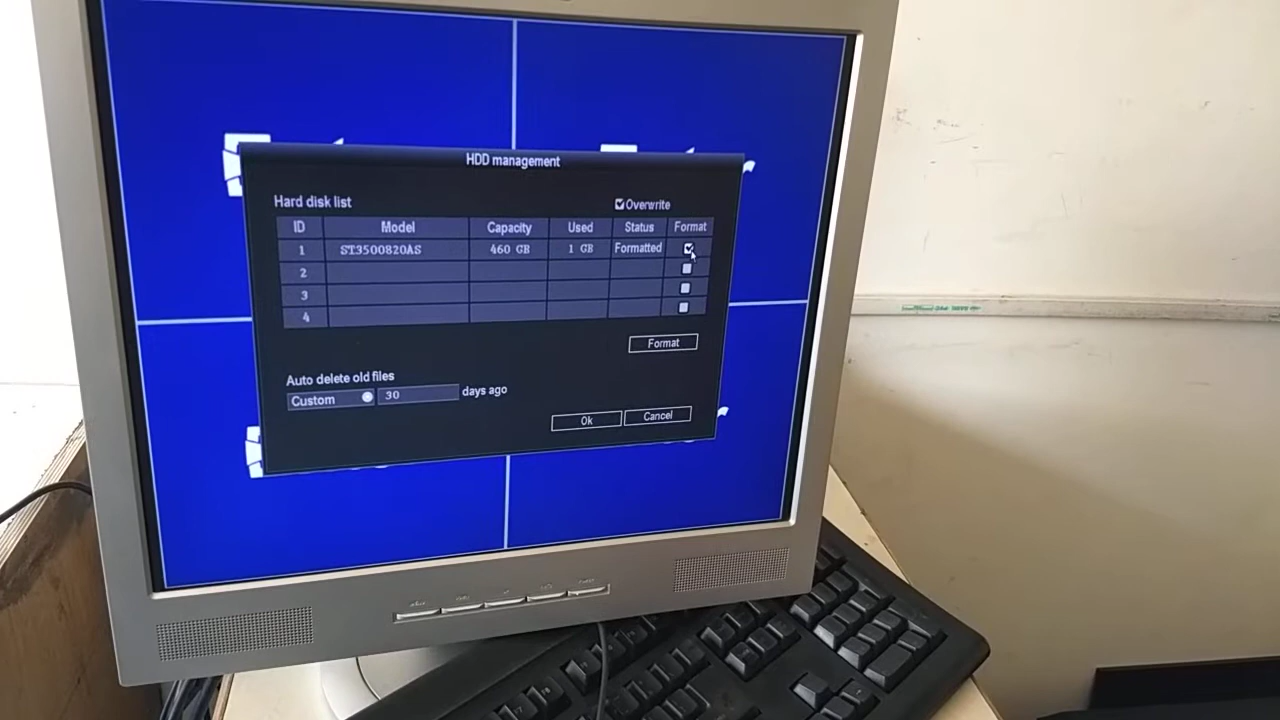 HDD management
Hard disk list
Overwrite
ID Model Capacity Used Status Format
1 ST3500820AS 460 GB 1 GB Formatted
2
3
4
Format
Auto delete old files
Custom 30 days ago
Ok Cancel